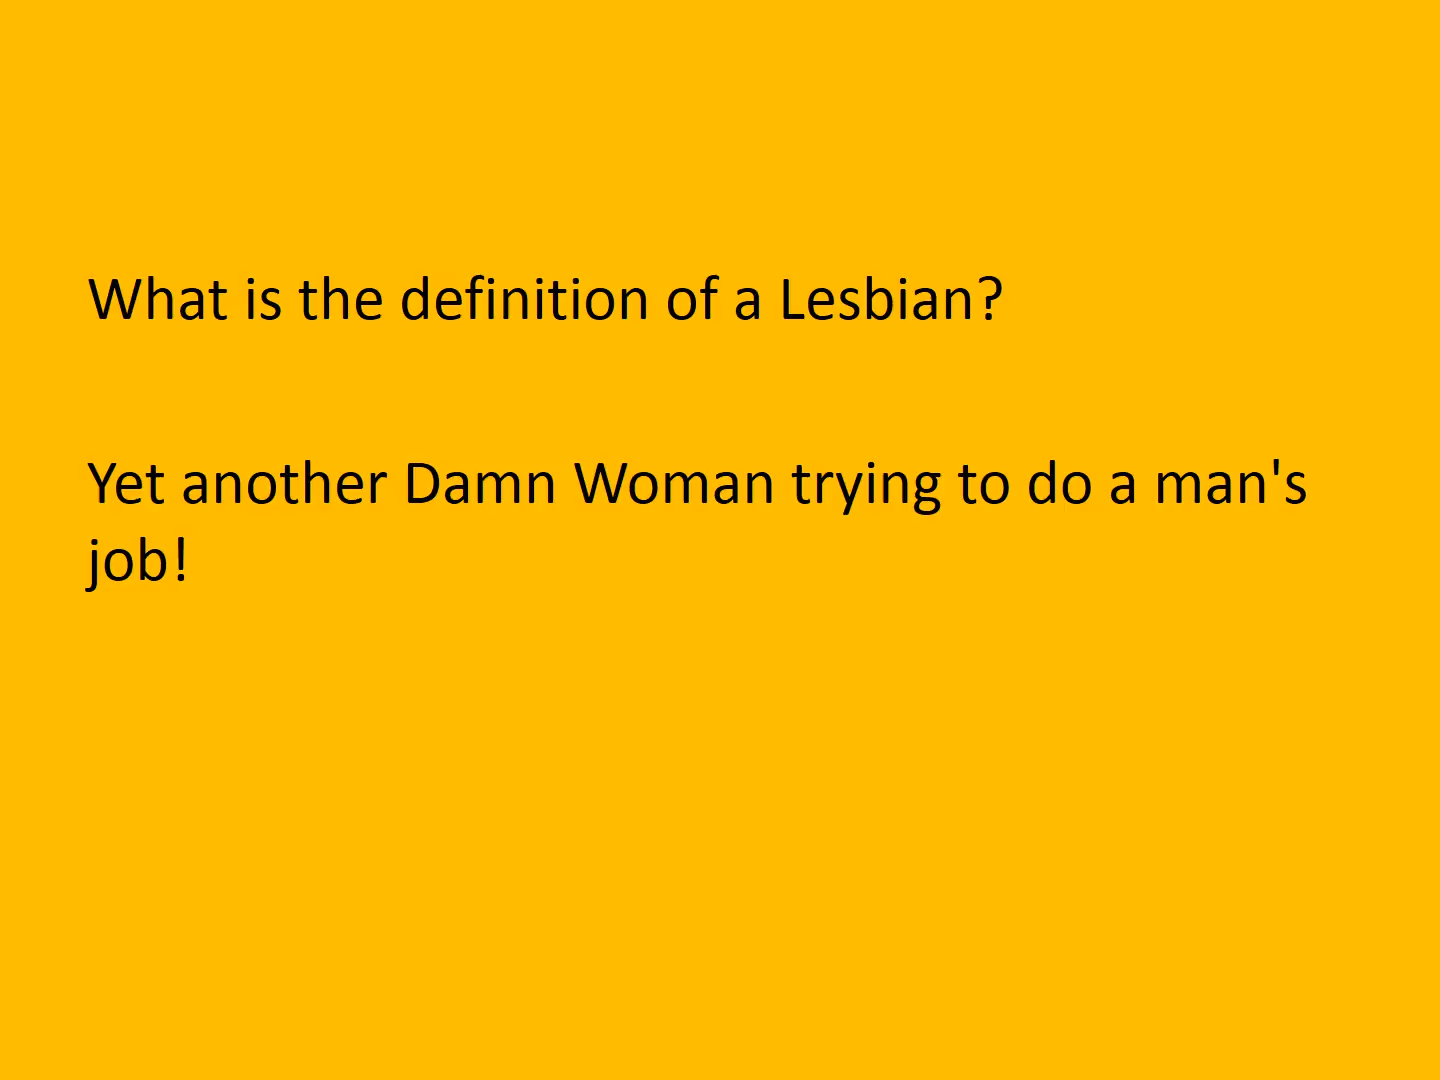 What is the definition of a Lesbian?
Yet another Damn Woman trying to do a man's
job!